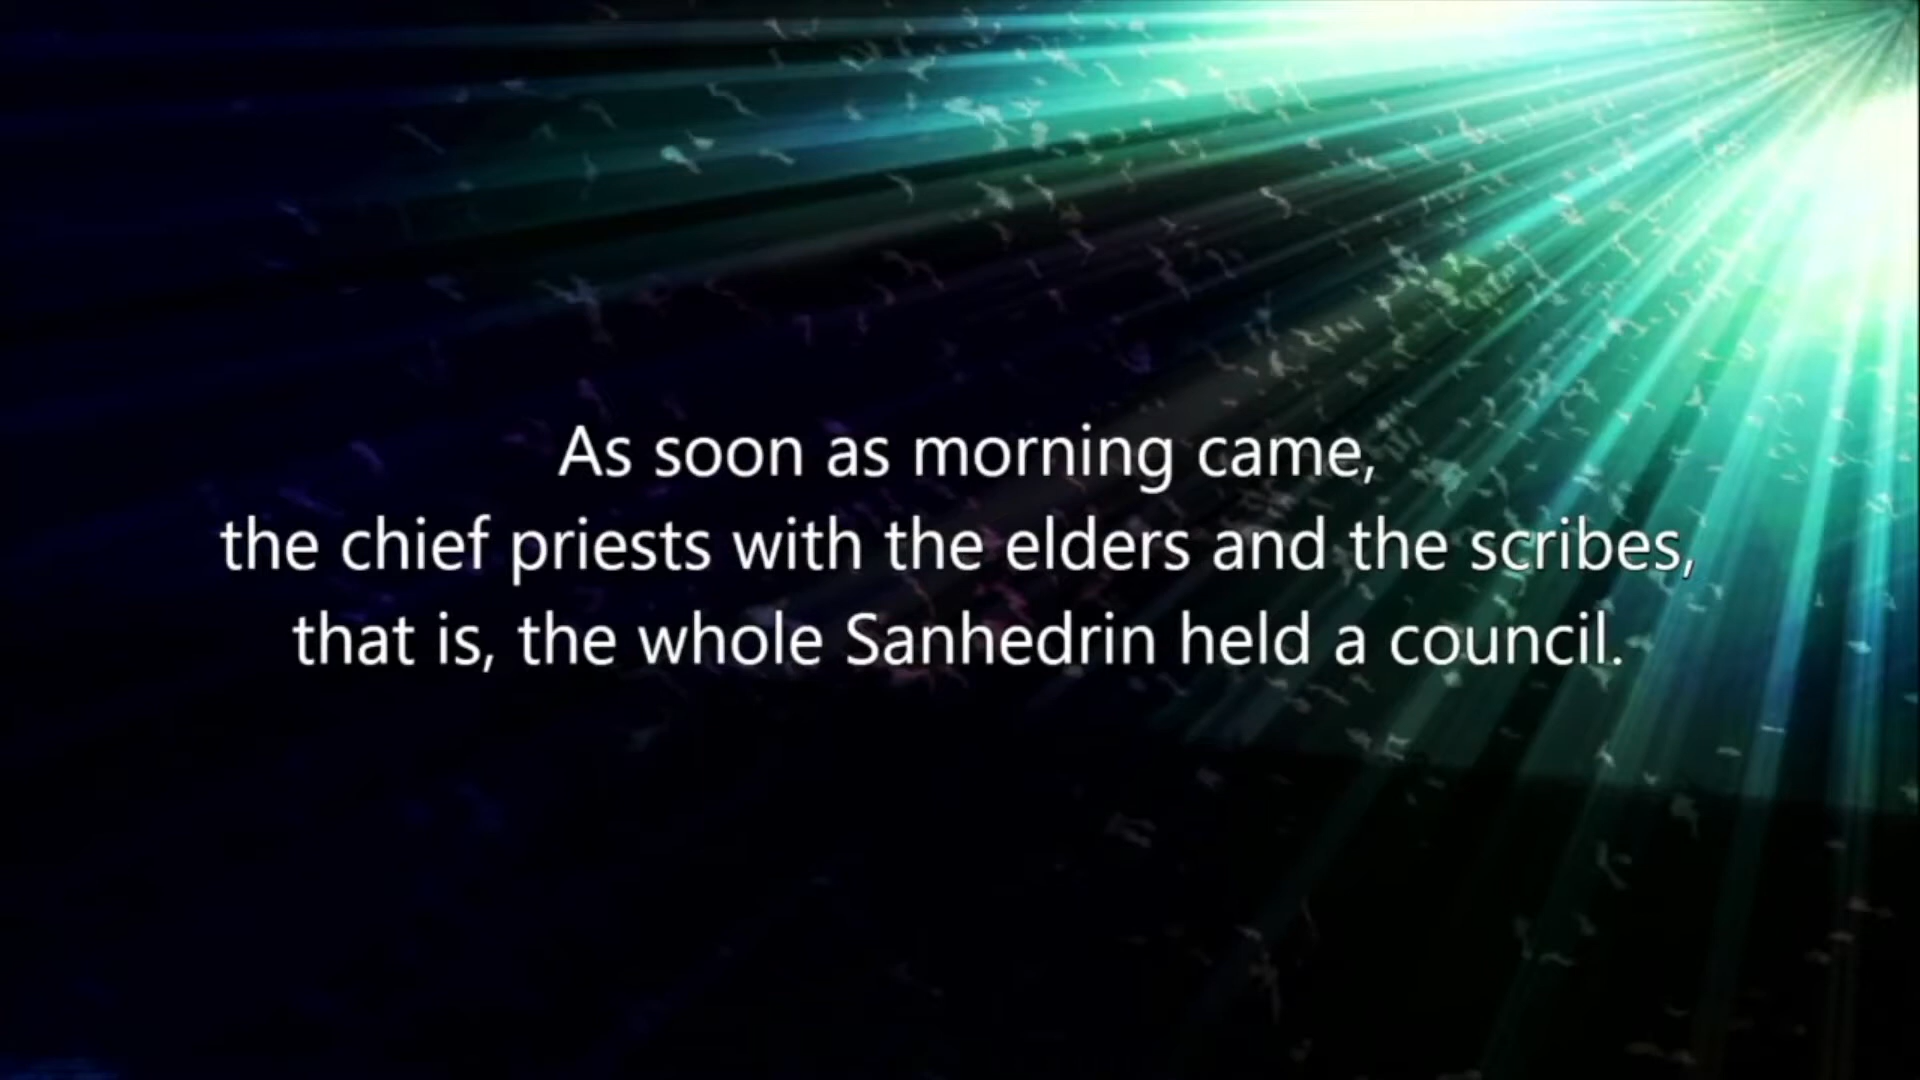 As soon as morning came,
the chief priests with the elders and the scribes,
that is, the whole Sanhedrin held a council.